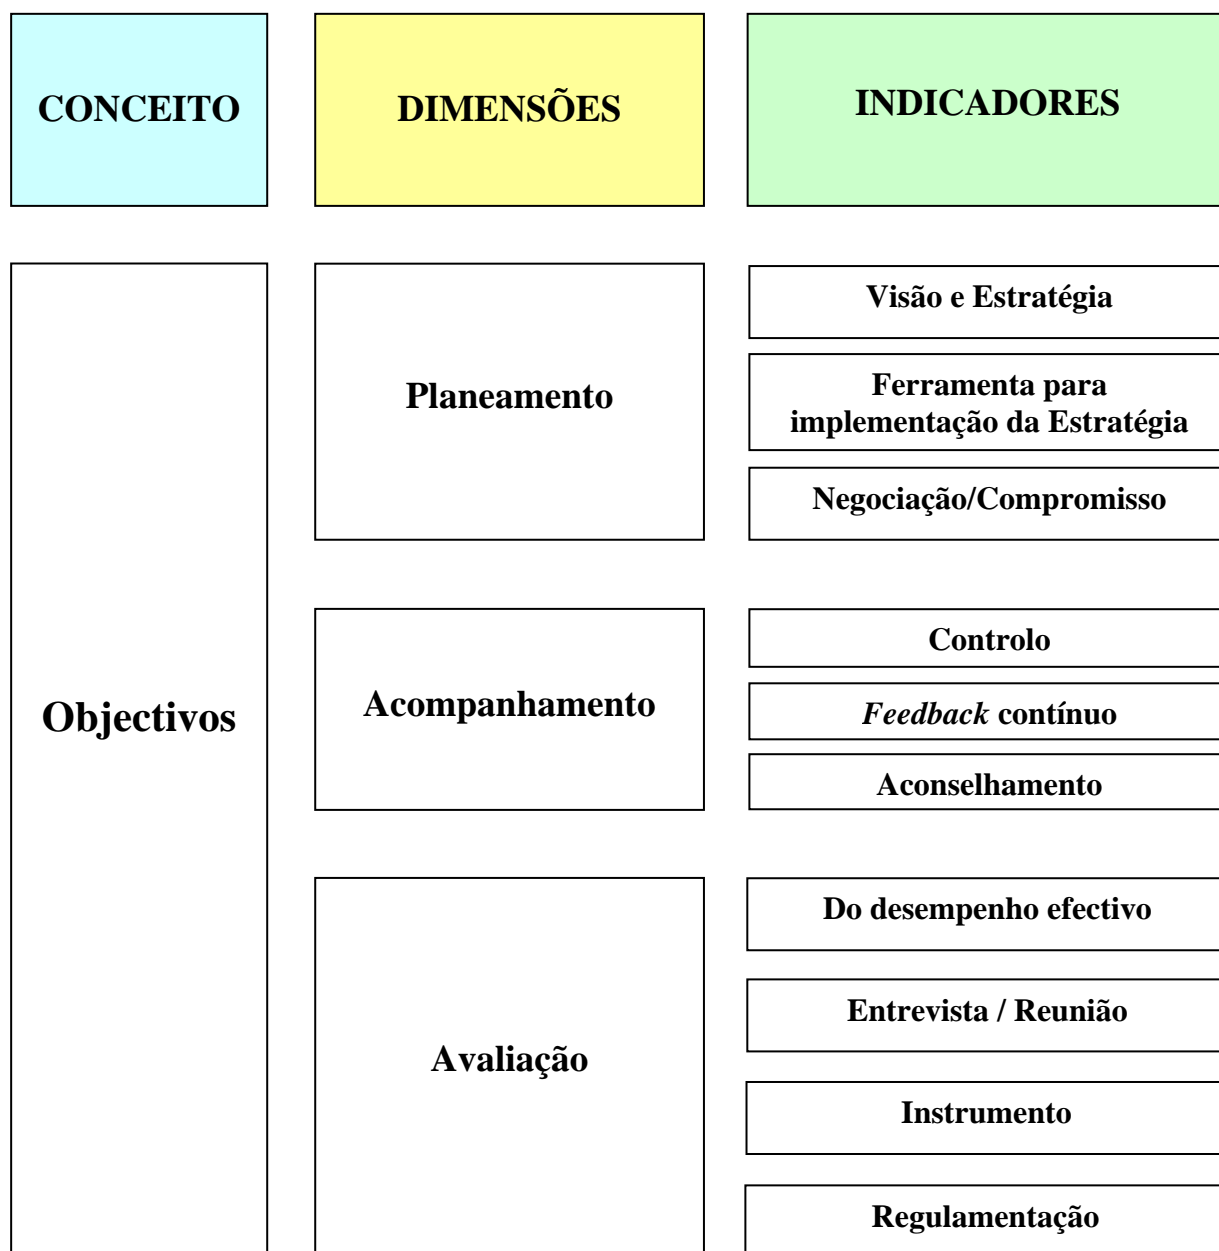 CONCEITO
DIMENSÕES
INDICADORES
Objectivos
Planeamento
Visão e Estratégia
Ferramenta para
implementação da Estratégia
Negociação/Compromisso
Acompanhamento
Controlo
Feedback contínuo
Aconselhamento
Avaliação
Do desempenho efectivo
Entrevista / Reunião
Instrumento
Regulamentação